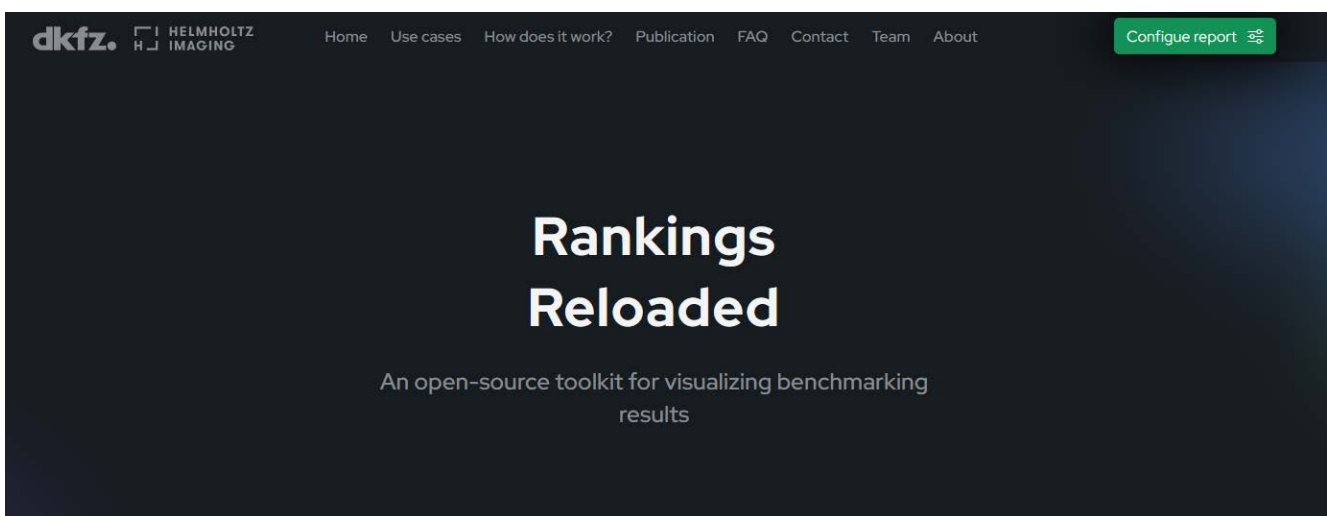 dkfz. HELMHOLTZ IMAGING Home Use cases How does it work? Publication FAQ Contact Team About Configue report
Rankings
Reloaded
An open-source toolkit for visualizing benchmarking
results